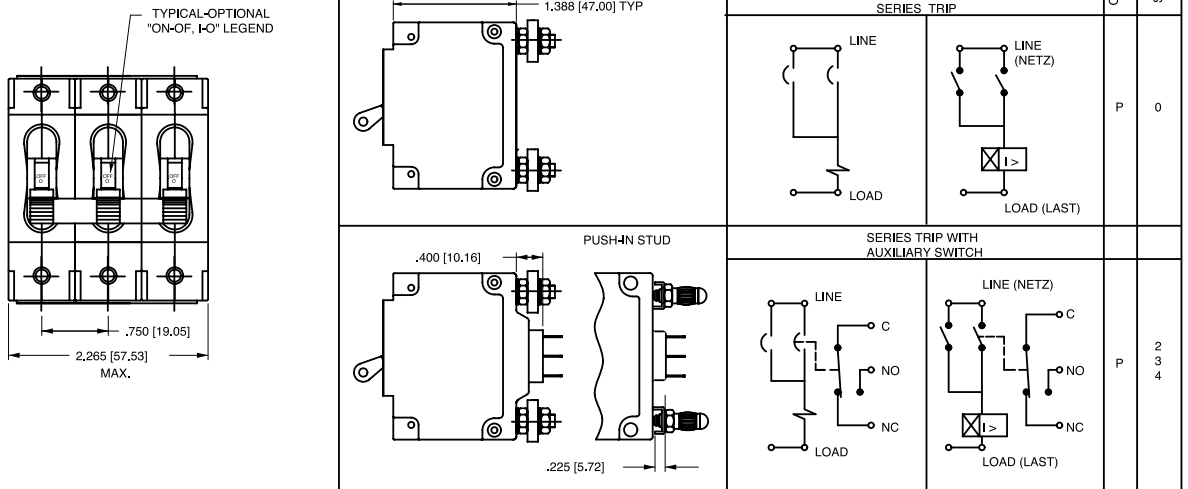 TYPICAL-OPTIONAL
"ON-OF, I-O" LEGEND
OFF
O
OFF
O
OFF
O
.750 [19.05]
2.265 [57.53]
MAX.
1.388 [47.00] TYP
SERIES TRIP
LINE
LOAD
LINE
(NETZ)
I >
LOAD (LAST)
P
0
PUSH-IN STUD
.400 [10.16]
.225 [5.72]
SERIES TRIP WITH
AUXILIARY SWITCH
LINE
C
NO
NC
LOAD
LINE (NETZ)
C
NO
NC
I >
LOAD (LAST)
P
2
3
4